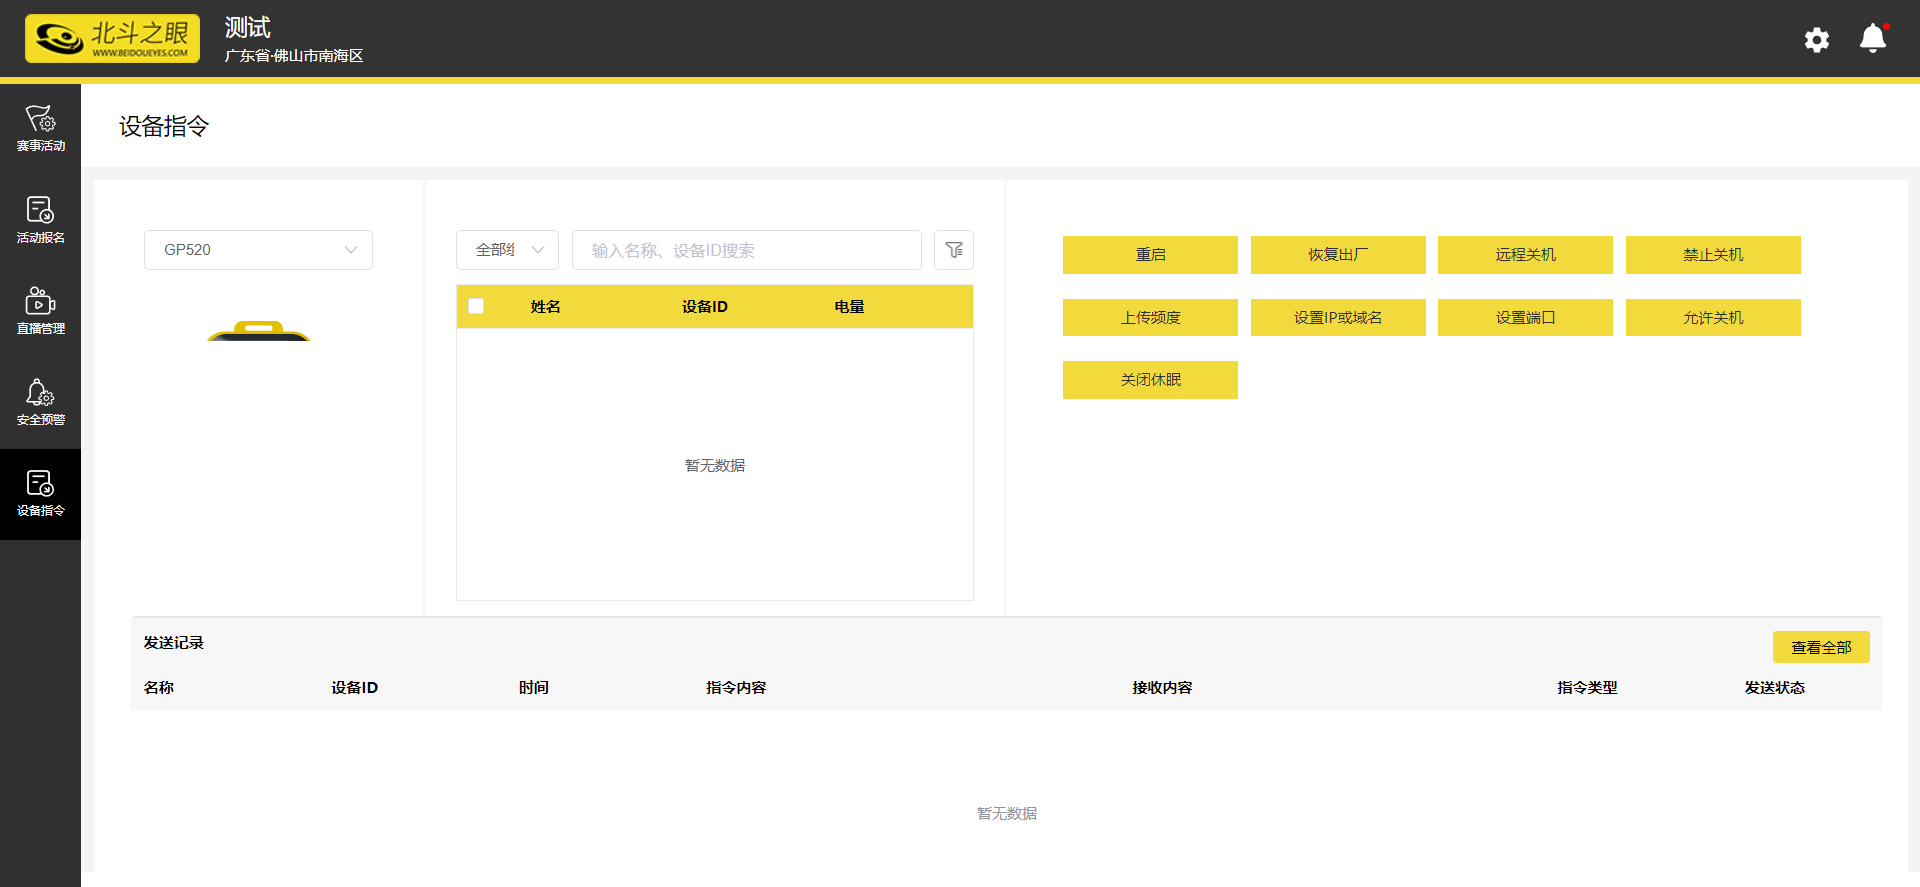 北斗之眼
WWW.BEIDOUEYES.COM
测试
广东省·佛山市南海区
赛事活动
活动报名
直播管理
安全预警
设备指令
设备指令
GP520
全部组
输入名称、设备ID搜索
姓名 设备ID 电量
暂无数据
重启 恢复出厂 远程关机 禁止关机
上传频度 设置IP或域名 设置端口 允许关机
关闭休眠
发送记录
查看全部
名称 设备ID 时间 指令内容 接收内容 指令类型 发送状态
暂无数据